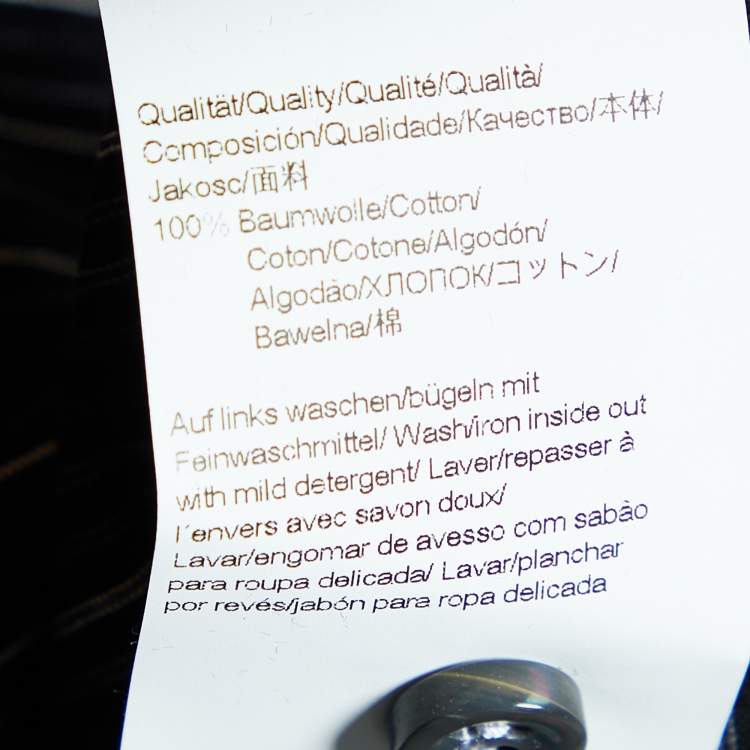 Qualität/Quality/Qualité/Qualità/
Composición/Qualidade/Качество/本体/
Jakosc/面料
100% Baumwolle/Cotton/
Coton/Cotone/Algodón/
Algodào/ХЛОПОК/コットン/
Bawelna/棉
Auf links waschen/bügeln mit
Feinwaschmittel/ Wash/iron inside out
with mild detergent/ Laver/repasser à
l´envers avec savon doux/
Lavar/engomar de avesso com sabào
para roupa delicada/ Lavar/planchar
por revés/jabón para ropa delicada